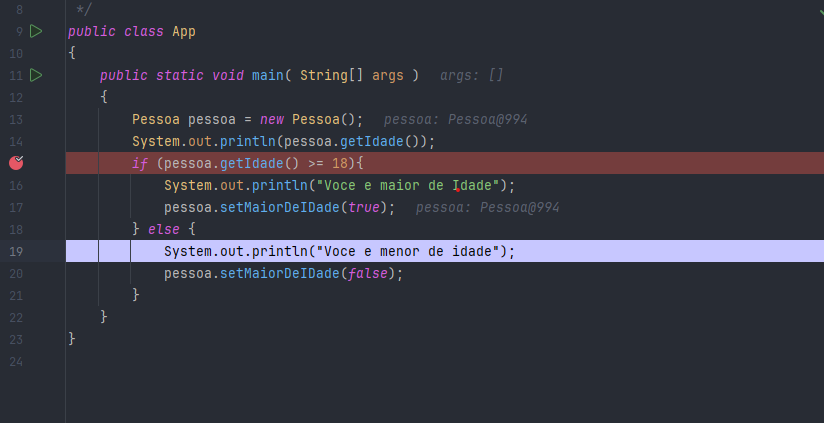 8 */
9 public class App
10 {
11 public static void main( String[] args ) args: []
12 {
13 Pessoa pessoa = new Pessoa(); pessoa: Pessoa@994
14 System.out.println(pessoa.getIdade());
if (pessoa.getIdade() >= 18){
16 System.out.println("Voce e maior de Idade");
17 pessoa.setMaiorDeIDade(true); pessoa: Pessoa@994
18 } else {
19 System.out.println("Voce e menor de idade");
20 pessoa.setMaiorDeIDade(false);
21 }
22 }
23 }
24